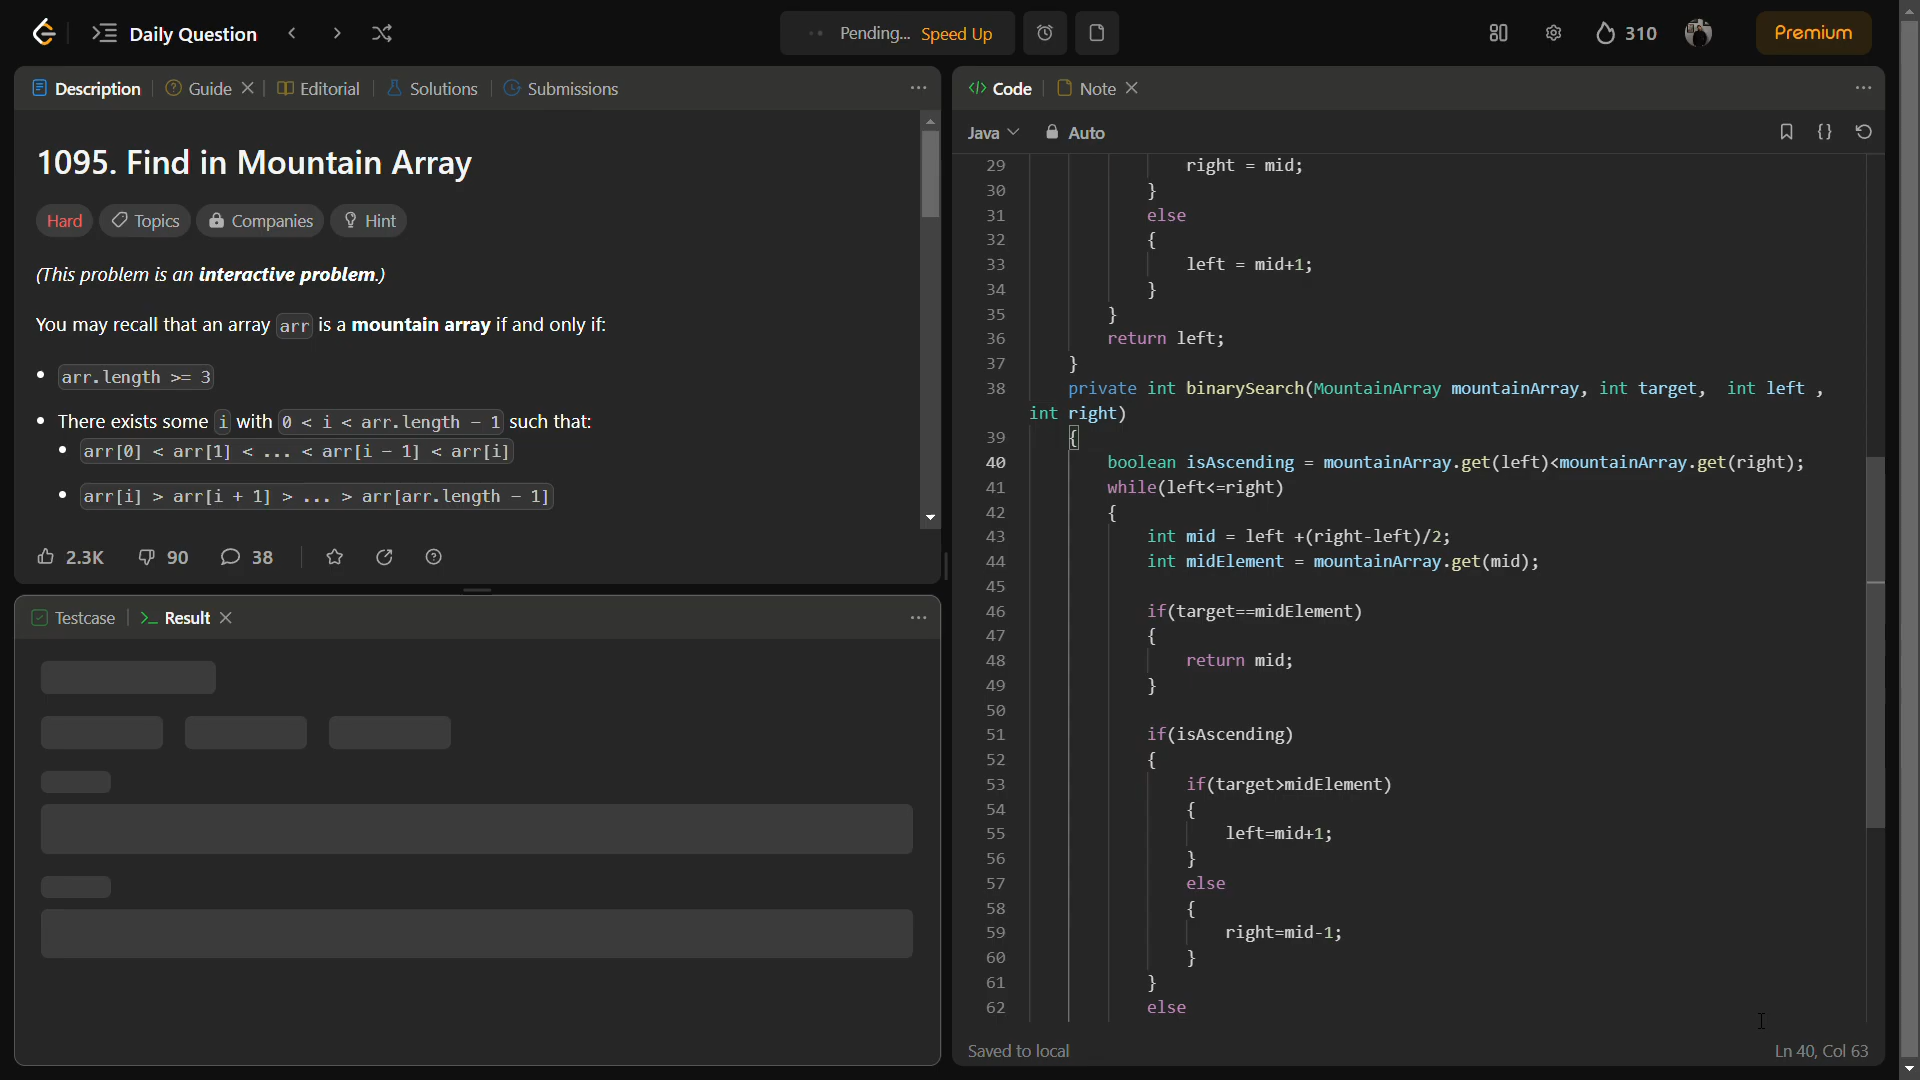 Daily Question
Pending... Speed Up
310
Premium
Description
Guide
Editorial
Solutions
Submissions
1095. Find in Mountain Array
Hard
Topics
Companies
Hint
(This problem is an interactive problem.)
You may recall that an array arr is a mountain array if and only if:
arr.length >= 3
There exists some i with 0 < i < arr.length - 1 such that:
arr[0] < arr[1] < ... < arr[i - 1] < arr[i]
arr[i] > arr[i + 1] > ... > arr[arr.length - 1]
2.3K
90
38
Testcase
Result
Code
Note
Java
Auto
29 right = mid;
30 }
31 else
32 {
33 left = mid+1;
34 }
35 }
36 return left;
37 }
38 private int binarySearch(MountainArray mountainArray, int target,  int left ,
int right)
39 {
40 boolean isAscending = mountainArray.get(left)<mountainArray.get(right);
41 while(left<=right)
42 {
43 int mid = left +(right-left)/2;
44 int midElement = mountainArray.get(mid);
45
46 if(target==midElement)
47 {
48 return mid;
49 }
50
51 if(isAscending)
52 {
53 if(target>midElement)
54 {
55 left=mid+1;
56 }
57 else
58 {
59 right=mid-1;
60 }
61 }
62 else
Saved to local
Ln 40, Col 63